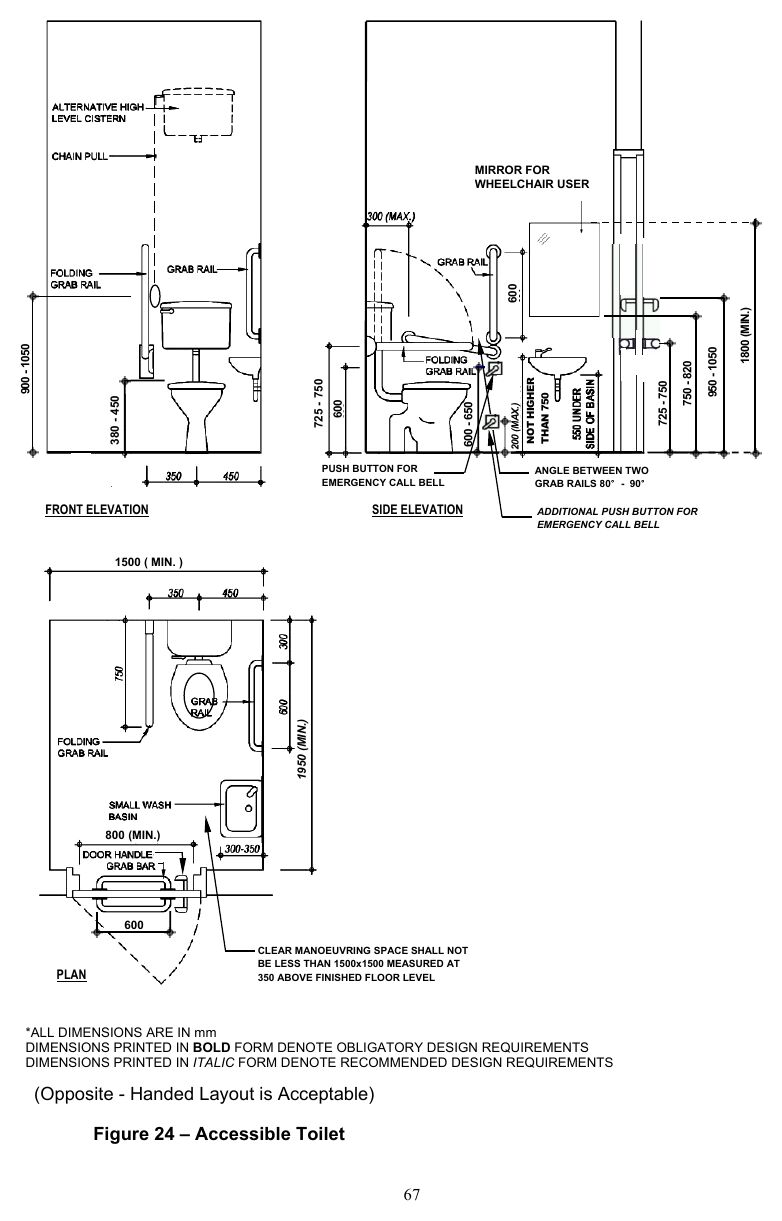 ALTERNATIVE HIGH
LEVEL CISTERN
CHAIN PULL
FOLDING
GRAB RAIL
GRAB RAIL
900 - 1050
380 - 450
350
450
FRONT ELEVATION
MIRROR FOR
WHEELCHAIR USER
300 (MAX.)
GRAB RAIL
600
FOLDING
GRAB RAIL
725 - 750
600
600 - 650
200 (MAX.)
NOT HIGHER
THAN 750
550 UNDER
SIDE OF BASIN
725 - 750
750 - 820
950 - 1050
1800 (MIN.)
PUSH BUTTON FOR
EMERGENCY CALL BELL
ANGLE BETWEEN TWO
GRAB RAILS 80° - 90°
SIDE ELEVATION
ADDITIONAL PUSH BUTTON FOR
EMERGENCY CALL BELL
1500 ( MIN. )
350
450
750
300
600
1950 (MIN.)
GRAB
RAIL
FOLDING
GRAB RAIL
SMALL WASH
BASIN
800 (MIN.)
300-350
DOOR HANDLE
GRAB BAR
600
CLEAR MANOEUVRING SPACE SHALL NOT
BE LESS THAN 1500x1500 MEASURED AT
350 ABOVE FINISHED FLOOR LEVEL
PLAN
*ALL DIMENSIONS ARE IN mm
DIMENSIONS PRINTED IN BOLD FORM DENOTE OBLIGATORY DESIGN REQUIREMENTS
DIMENSIONS PRINTED IN ITALIC FORM DENOTE RECOMMENDED DESIGN REQUIREMENTS
(Opposite - Handed Layout is Acceptable)
Figure 24 – Accessible Toilet
67